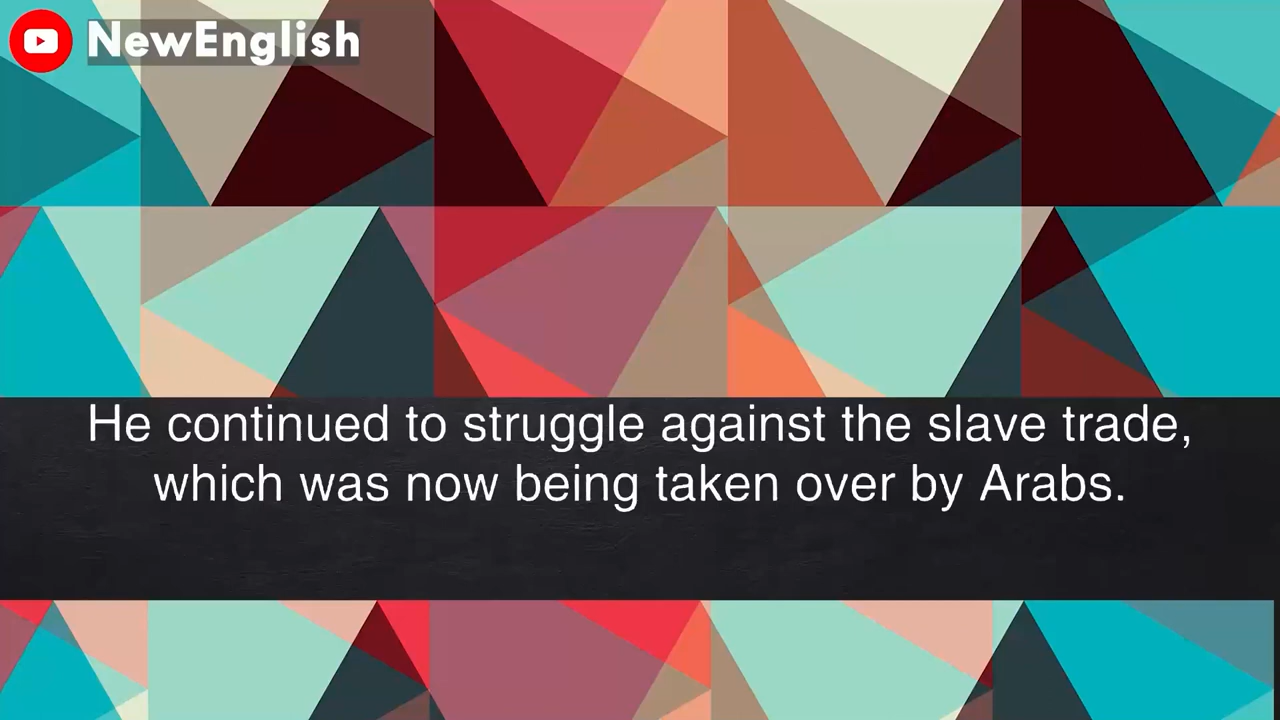 NewEnglish
He continued to struggle against the slave trade,
which was now being taken over by Arabs.